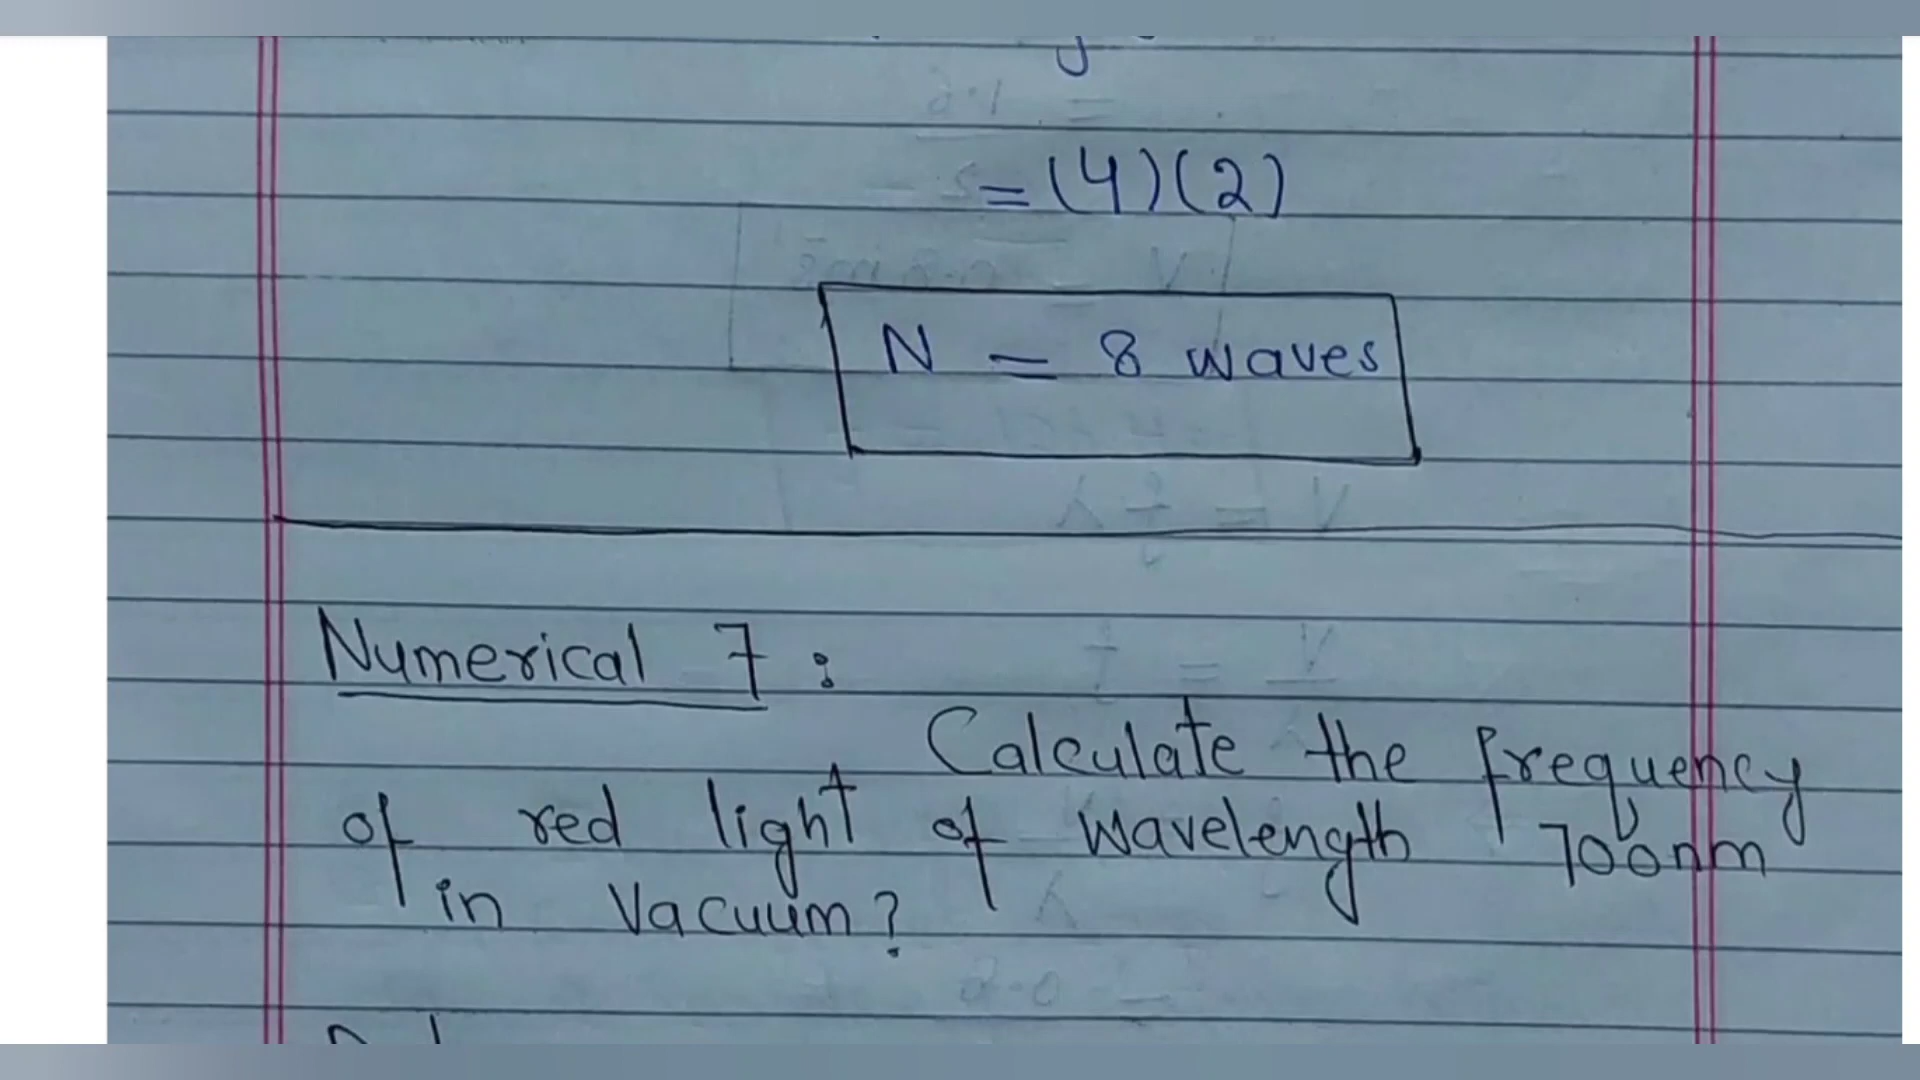 = (4)(2)
N = 8 waves
Numerical 7 :
Calculate the frequency
of red light of wavelength 700nm
in Vacuum?